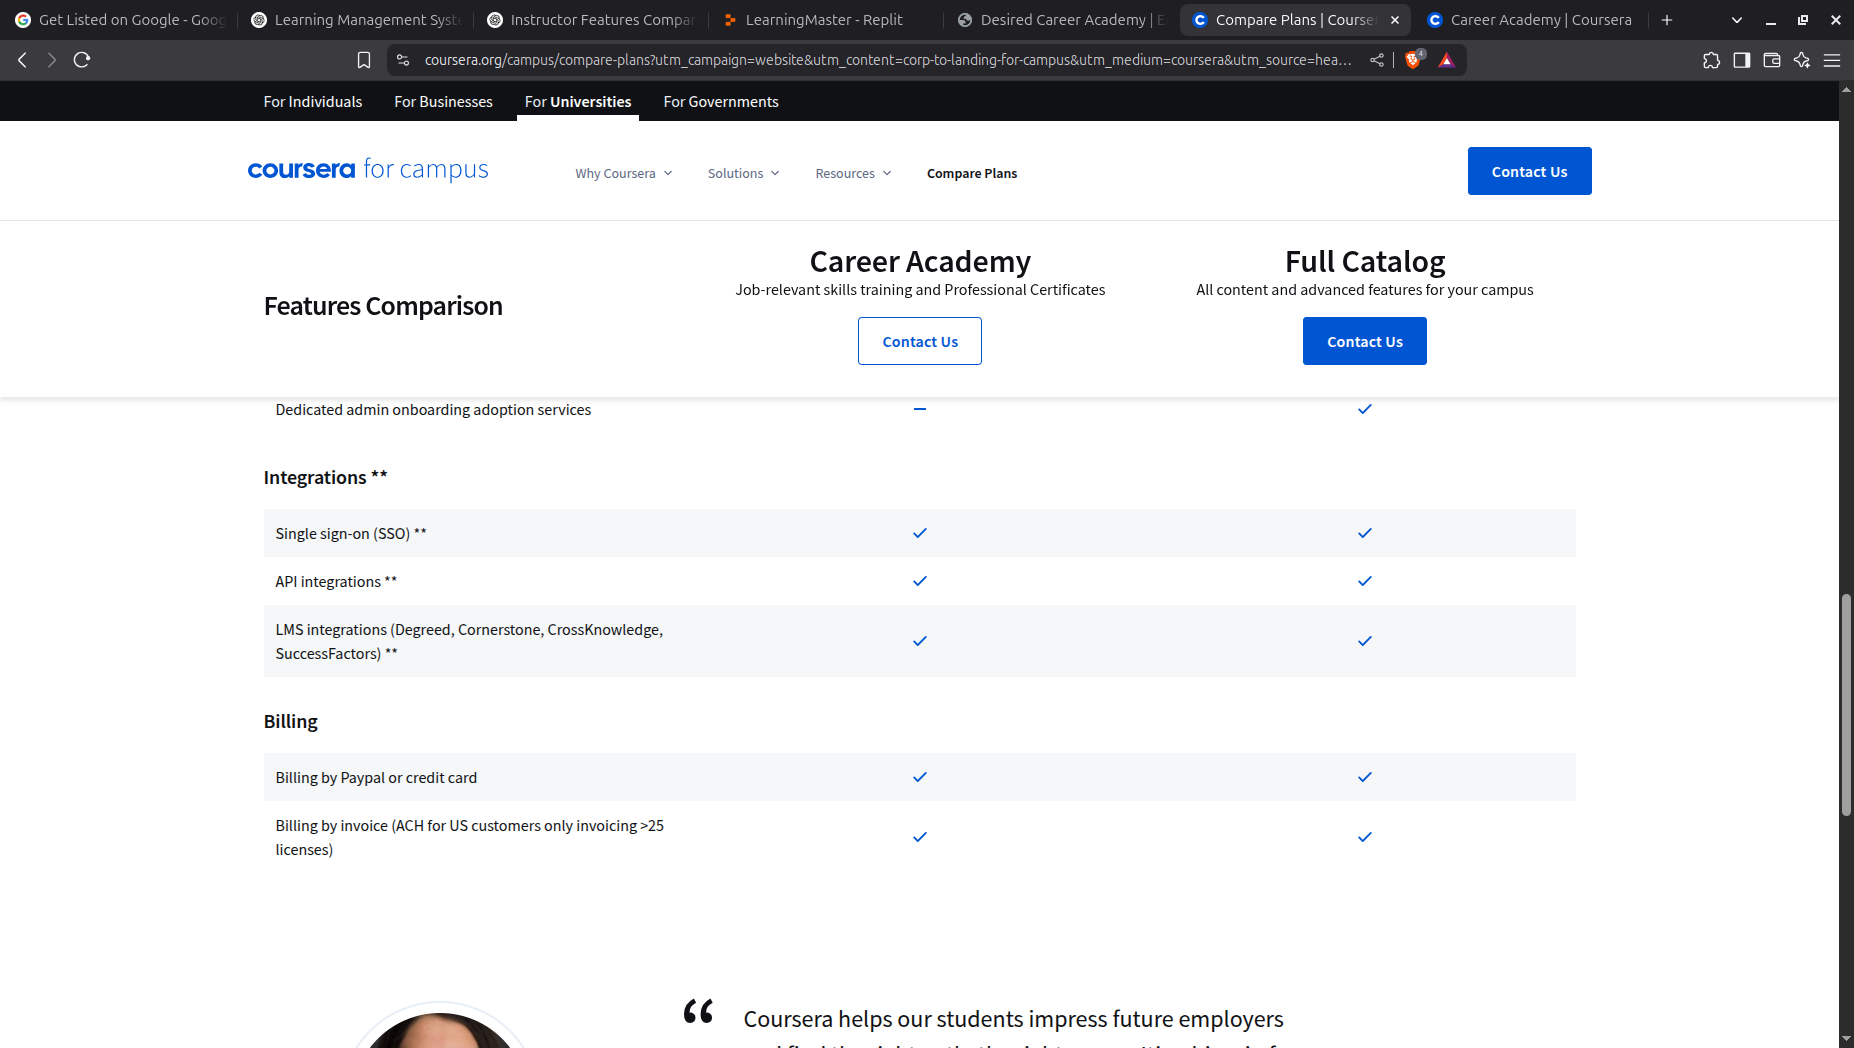 Get Listed on Google - Goog
Learning Management Syste
Instructor Features Compar
LearningMaster - Replit
Desired Career Academy | E
Compare Plans | Course
Career Academy | Coursera
coursera.org/campus/compare-plans?utm_campaign=website&utm_content=corp-to-landing-for-campus&utm_medium=coursera&utm_source=hea...
4
For Individuals
For Businesses
For Universities
For Governments
coursera for campus
Why Coursera
Solutions
Resources
Compare Plans
Contact Us
Features Comparison
Career Academy
Job-relevant skills training and Professional Certificates
Contact Us
Full Catalog
All content and advanced features for your campus
Contact Us
Dedicated admin onboarding adoption services
Integrations **
Single sign-on (SSO) **
API integrations **
LMS integrations (Degreed, Cornerstone, CrossKnowledge,
SuccessFactors) **
Billing
Billing by Paypal or credit card
Billing by invoice (ACH for US customers only invoicing >25
licenses)
“ Coursera helps our students impress future employers